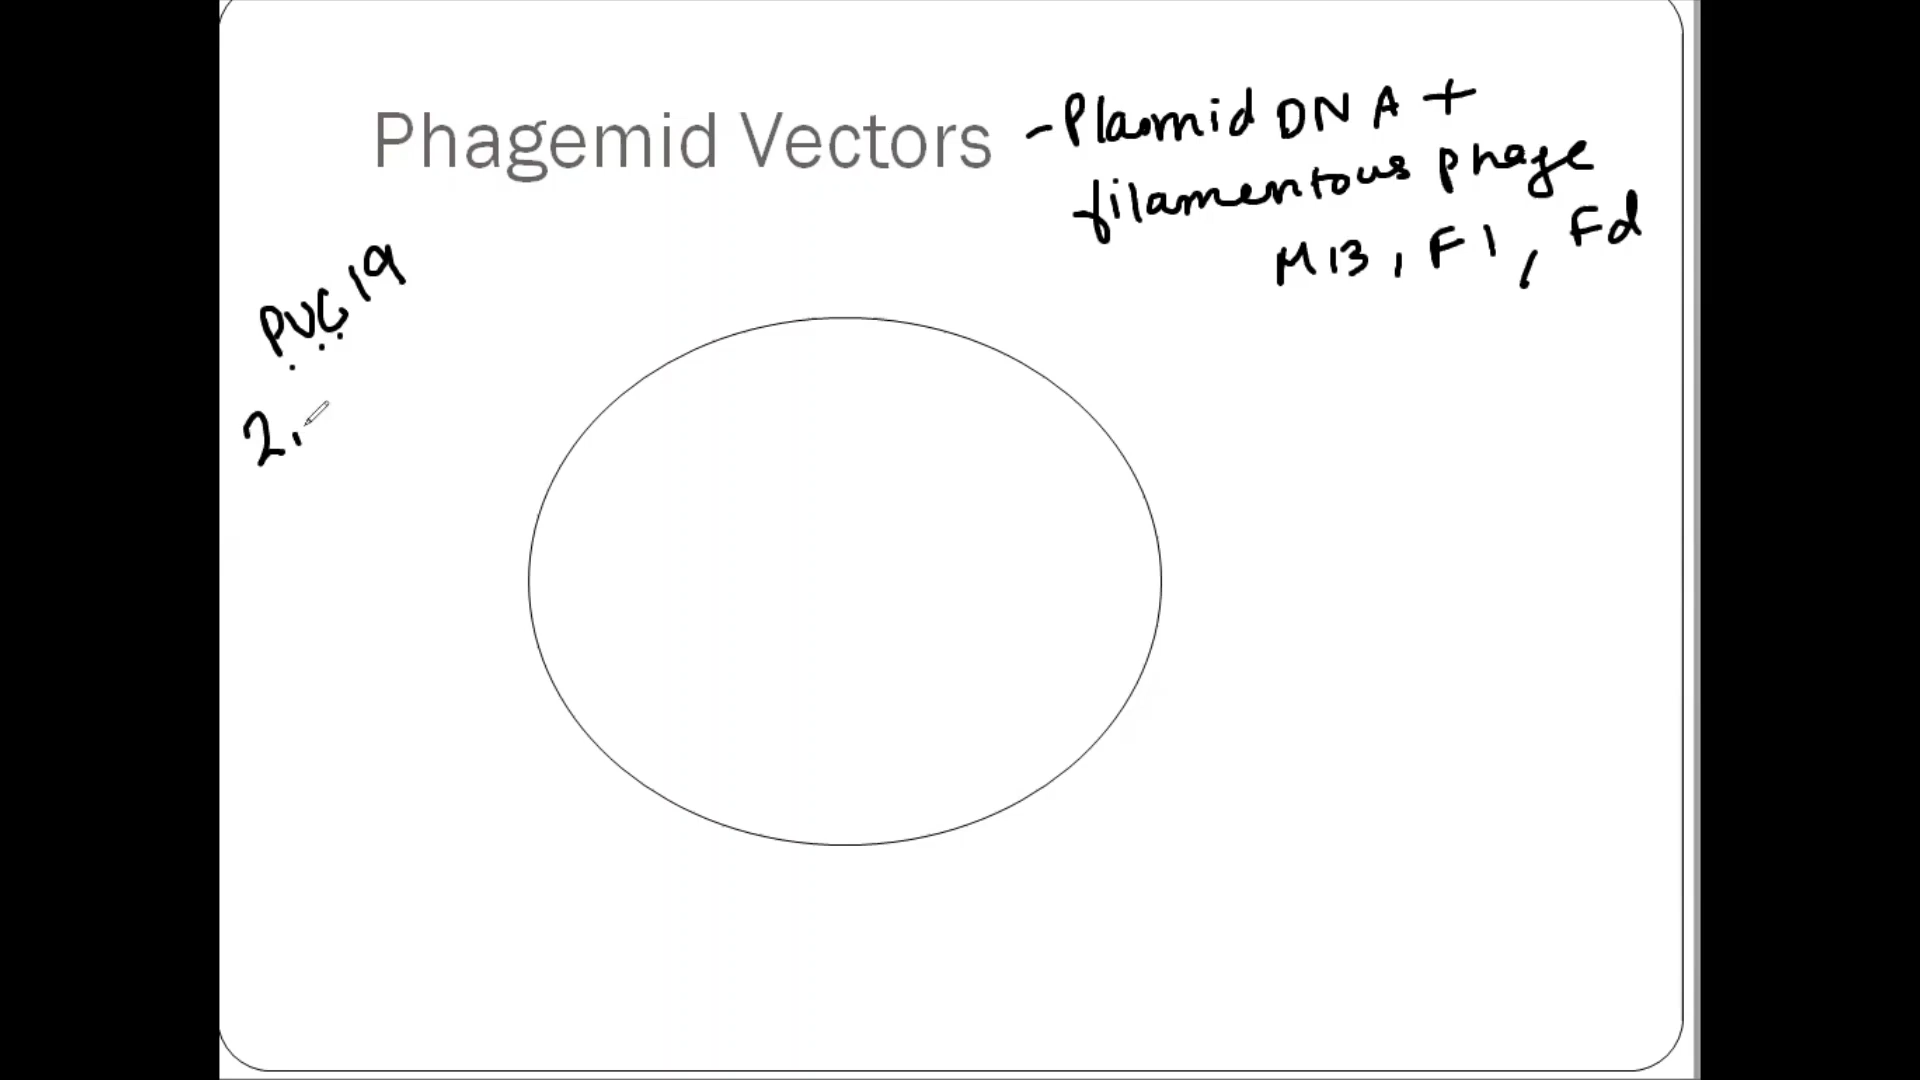 Phagemid Vectors
-Plasmid DNA +
filamentous phage
M13, F1, Fd
PUC19
2.